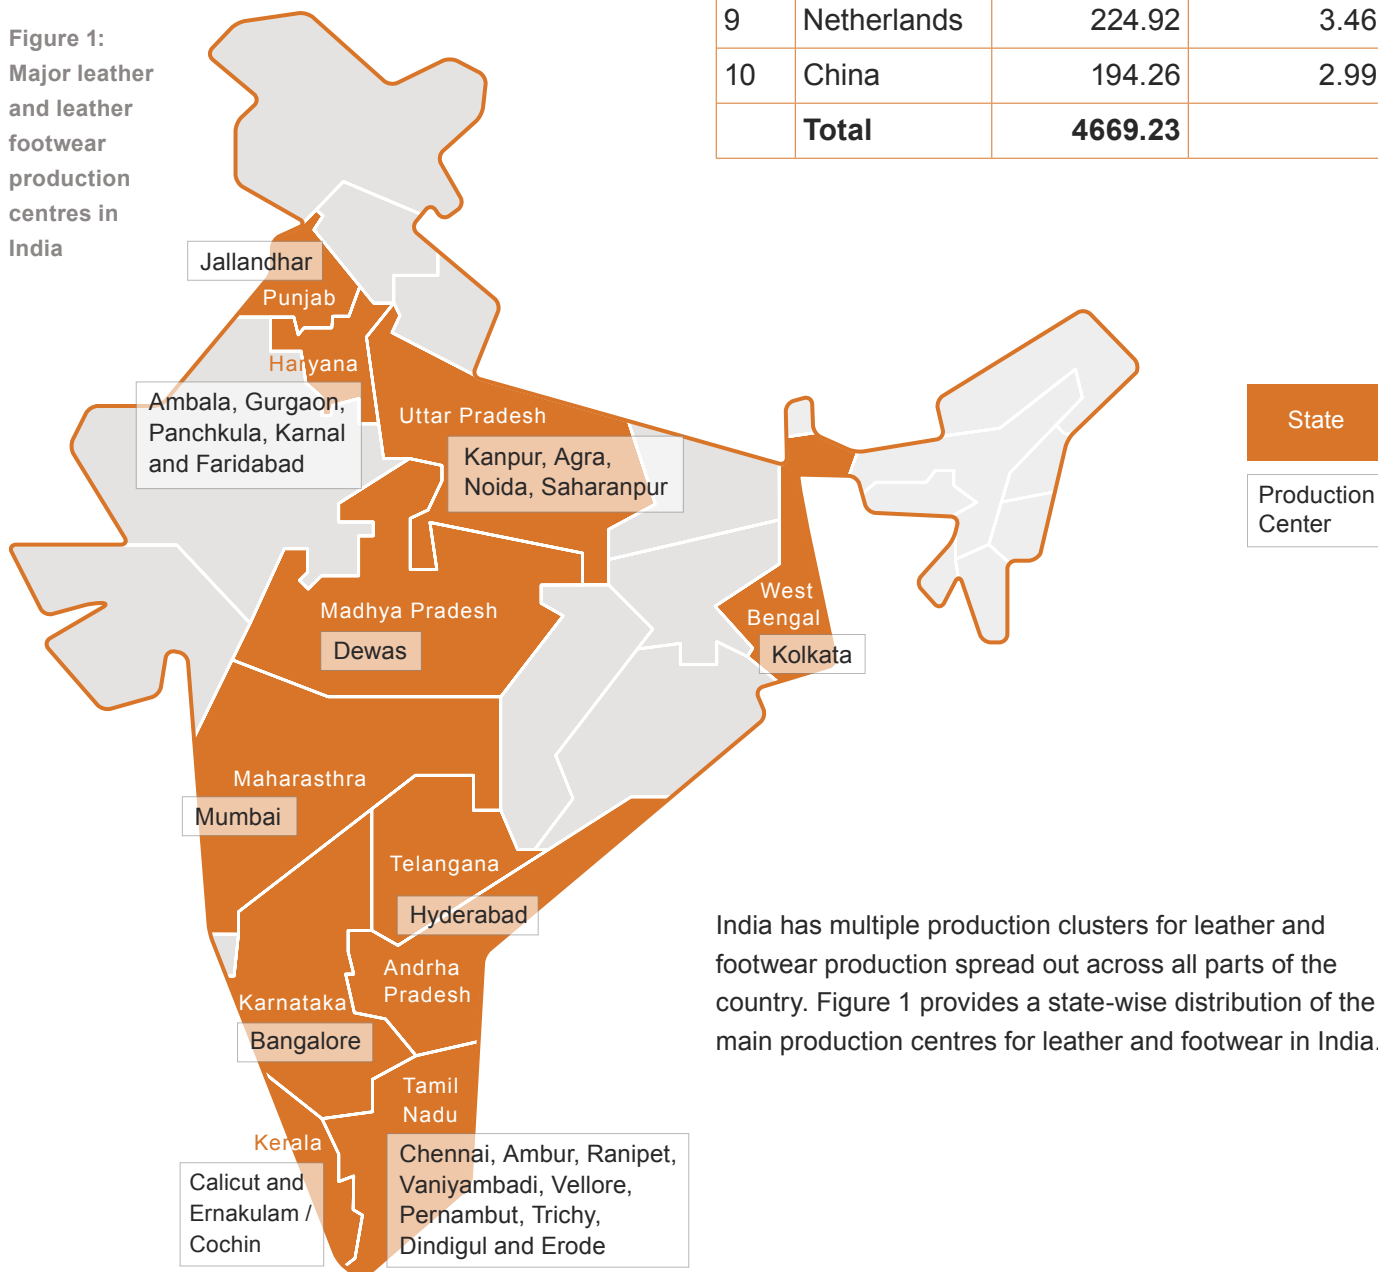 Figure 1:
Major leather
and leather
footwear
production
centres in
India
9 Netherlands 224.92 3.46
10 China 194.26 2.99
Total 4669.23
Jallandhar
Punjab
Haryana
Ambala, Gurgaon,
Panchkula, Karnal
and Faridabad
Uttar Pradesh
Kanpur, Agra,
Noida, Saharanpur
State
Production
Center
Madhya Pradesh
Dewas
West
Bengal
Kolkata
Maharasthra
Mumbai
Telangana
Hyderabad
Andrha
Pradesh
Karnataka
Bangalore
Tamil
Nadu
Chennai, Ambur, Ranipet,
Vaniyambadi, Vellore,
Pernambut, Trichy,
Dindigul and Erode
Kerala
Calicut and
Ernakulam /
Cochin
India has multiple production clusters for leather and
footwear production spread out across all parts of the
country. Figure 1 provides a state-wise distribution of the
main production centres for leather and footwear in India.